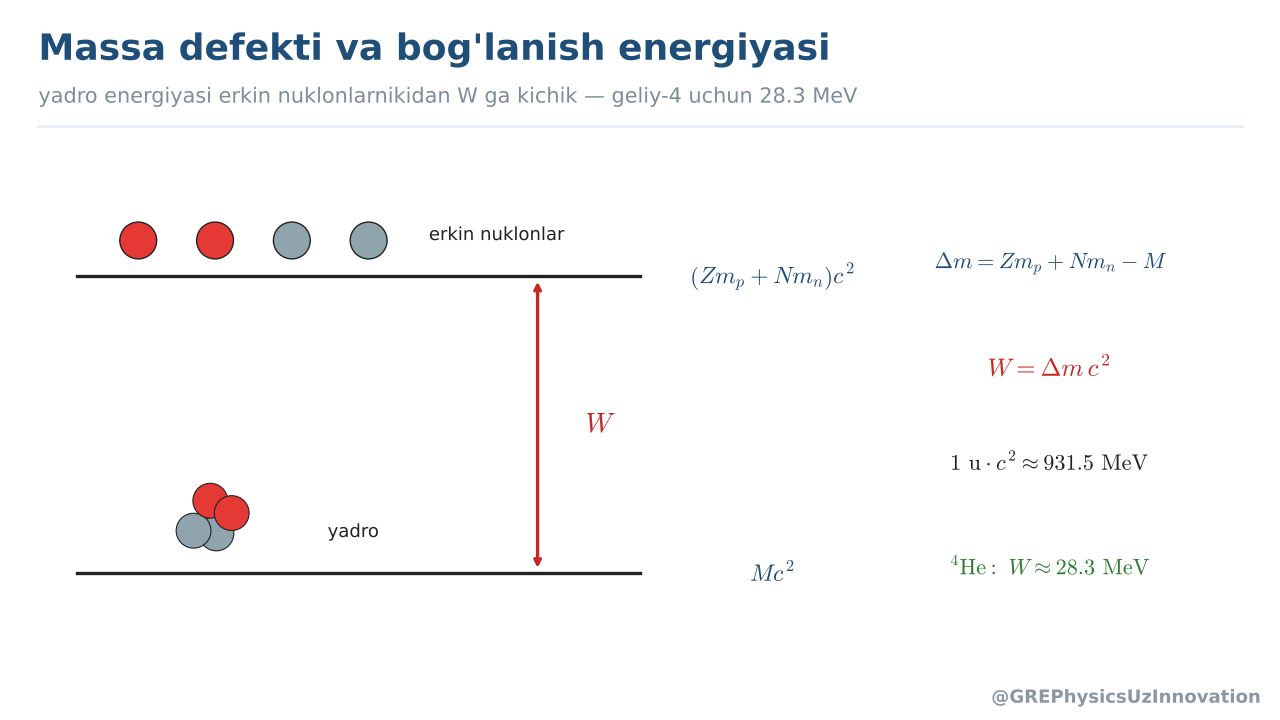 Massa defekti va bog'lanish energiyasi
yadro energiyasi erkin nuklonlarnikidan W ga kichik — geliy-4 uchun 28.3 MeV
erkin nuklonlar
(Zm_p + Nm_n)c^2
Δm = Zm_p + Nm_n − M
W = Δm c^2
W
1 u · c^2 ≈ 931.5 MeV
yadro
Mc^2
^4He : W ≈ 28.3 MeV
@GREPhysicsUzInnovation